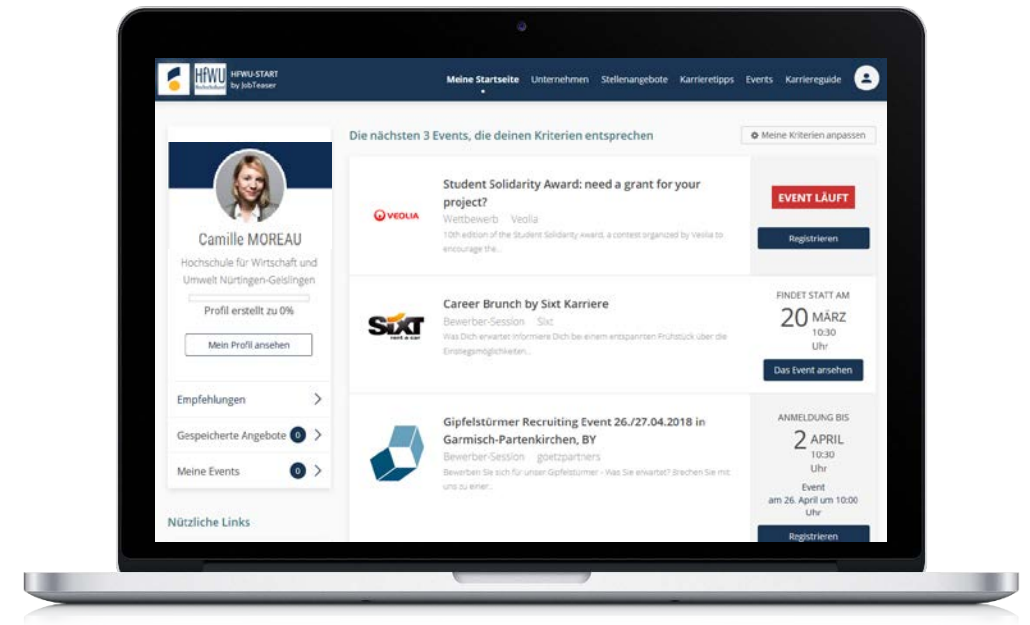 HfWU
HFWU-START
by JobTeaser
Meine Startseite
Unternehmen
Stellenangebote
Karrieretipps
Events
Karriereguide
Camille MOREAU
Hochschule für Wirtschaft und
Umwelt Nürtingen-Geislingen
Profil erstellt zu 0%
Mein Profil ansehen
Empfehlungen
Gespeicherte Angebote 0
Meine Events 0
Nützliche Links
Die nächsten 3 Events, die deinen Kriterien entsprechen
Meine Kriterien anpassen
VEOLIA
Student Solidarity Award: need a grant for your
project?
Wettbewerb Veolia
10th edition of the Student Solidarity Award, a contest organized by Veolia to
encourage the...
EVENT LÄUFT
Registrieren
SIXT
rent a car
Career Brunch by Sixt Karriere
Bewerber-Session Sixt
Was Dich erwartet Informiere Dich bei einem entspannten Frühstück über die
Einstiegsmöglichkeiten...
FINDET STATT AM
20 MÄRZ
10:30
Uhr
Das Event ansehen
Gipfelstürmer Recruiting Event 26./27.04.2018 in
Garmisch-Partenkirchen, BY
Bewerber-Session goetzpartners
Bewerben Sie sich für unser Gipfelstürmer - Was Sie erwartet? Brechen Sie mit
uns zu einer...
ANMELDUNG BIS
2 APRIL
10:30
Uhr
Event
am 26. April um 10:00
Uhr
Registrieren